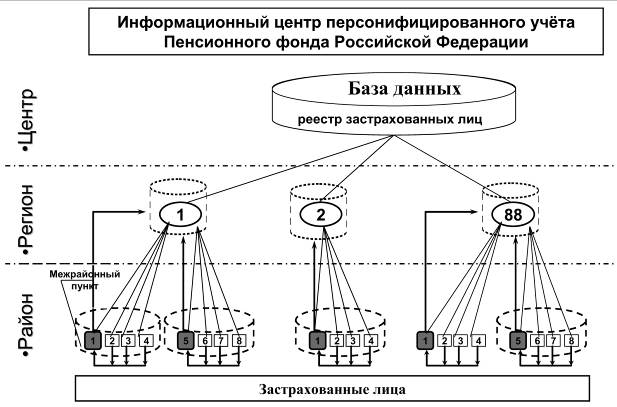 Информационный центр персонифицированного учёта
Пенсионного фонда Российской Федерации
•Центр
База данных
реестр застрахованных лиц
•Регион
1 2 88
•Район
Межрайонный
пункт
1 2 3 4 5 6 7 8 1 2 3 4 1 2 3 4 5 6 7 8
Застрахованные лица